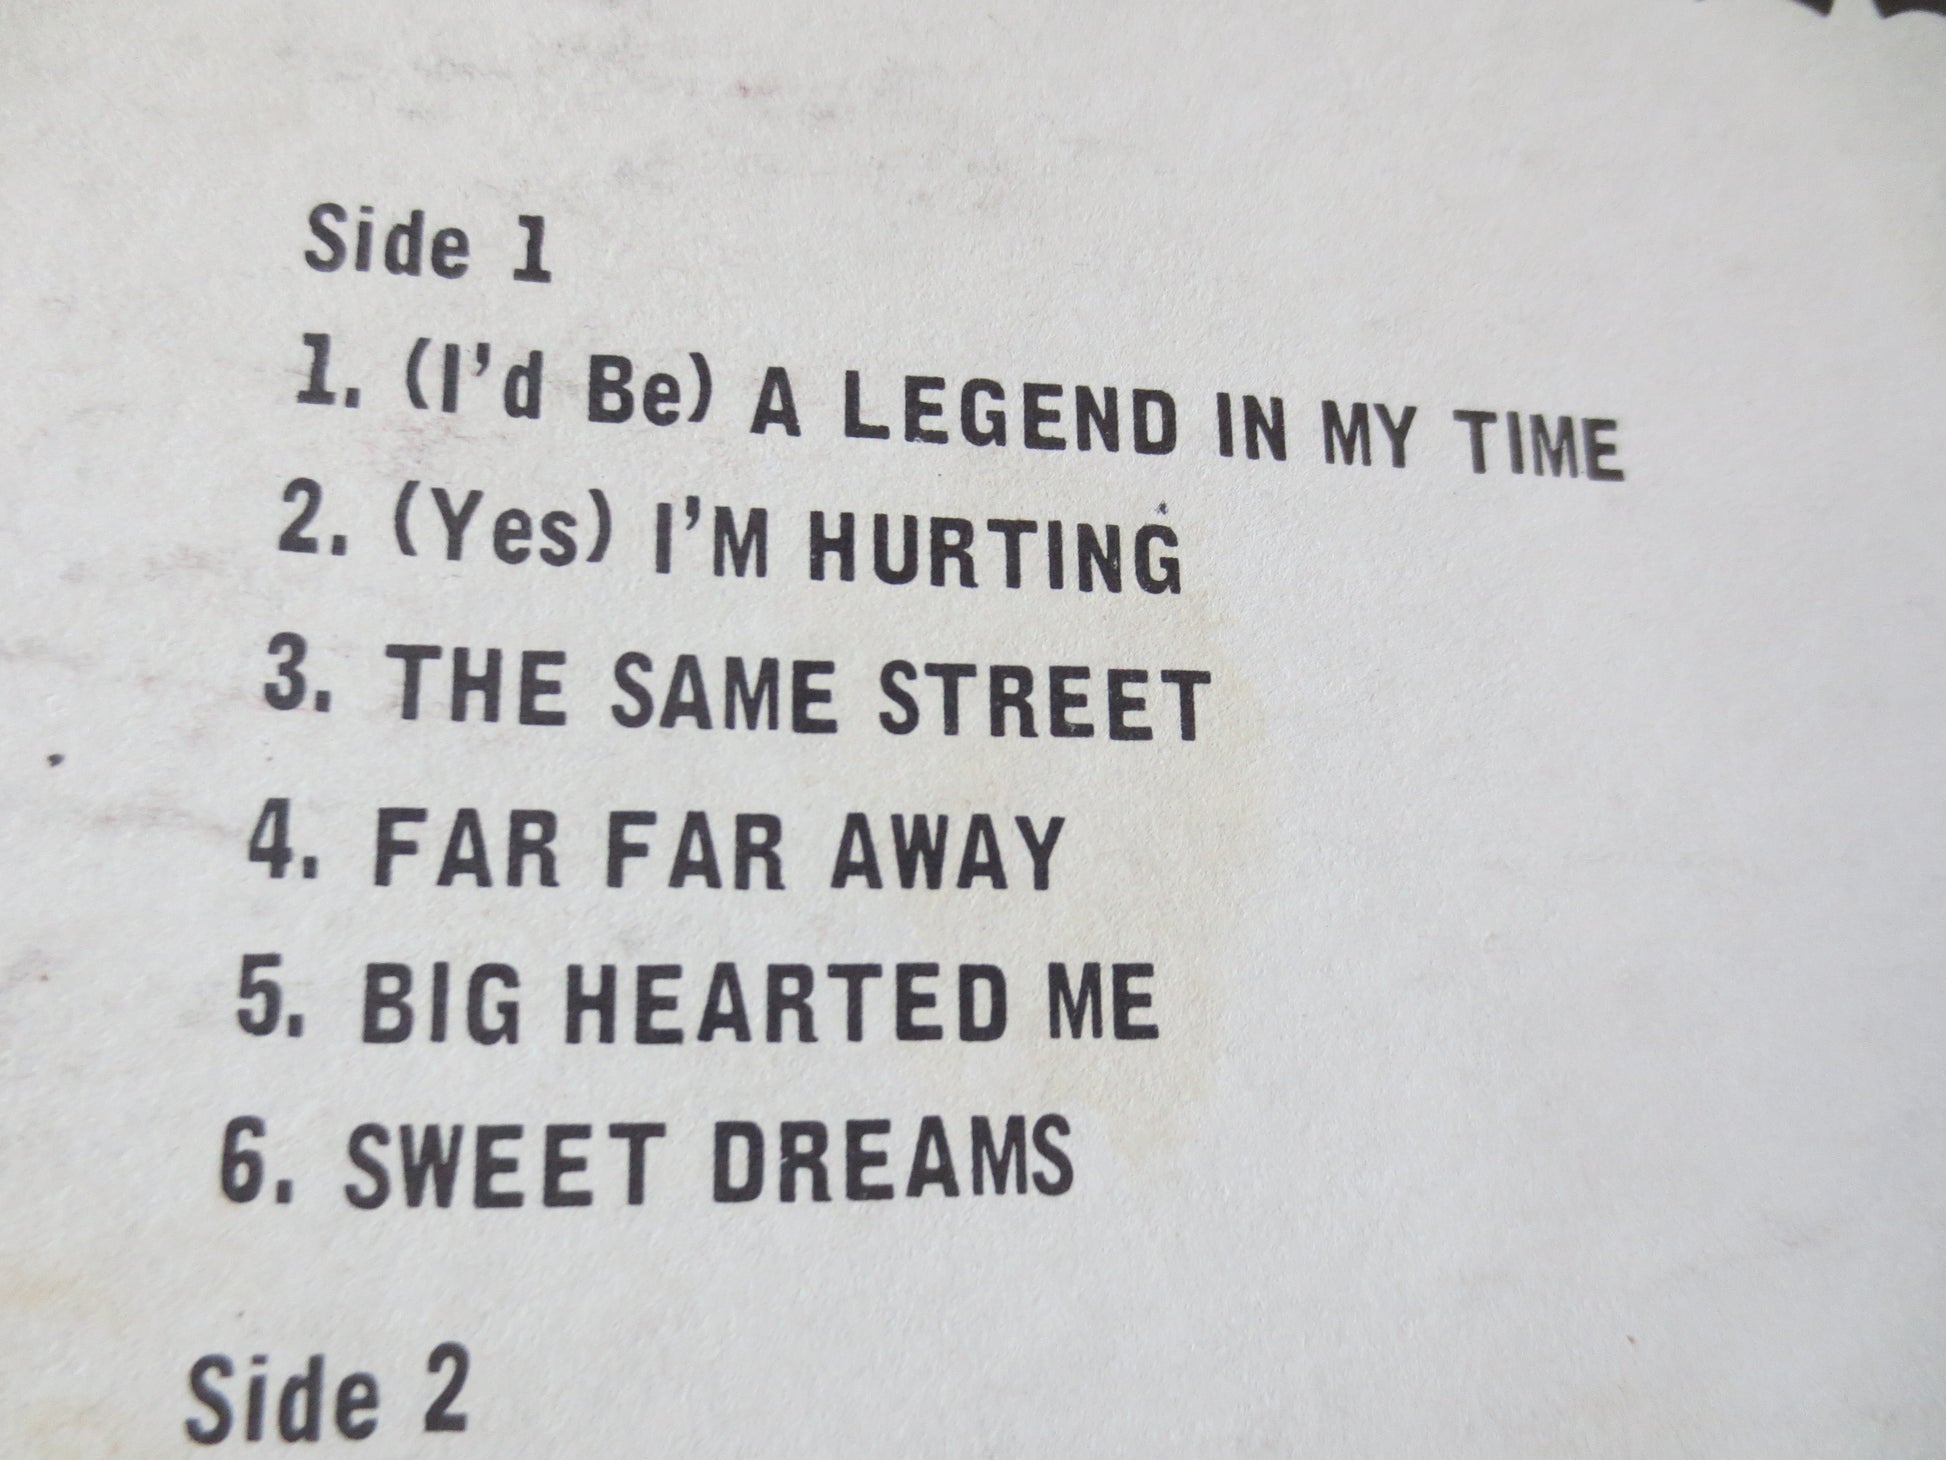 Side 1
1. (I'd Be) A LEGEND IN MY TIME
2. (Yes) I'M HURTING
3. THE SAME STREET
4. FAR FAR AWAY
5. BIG HEARTED ME
6. SWEET DREAMS
Side 2